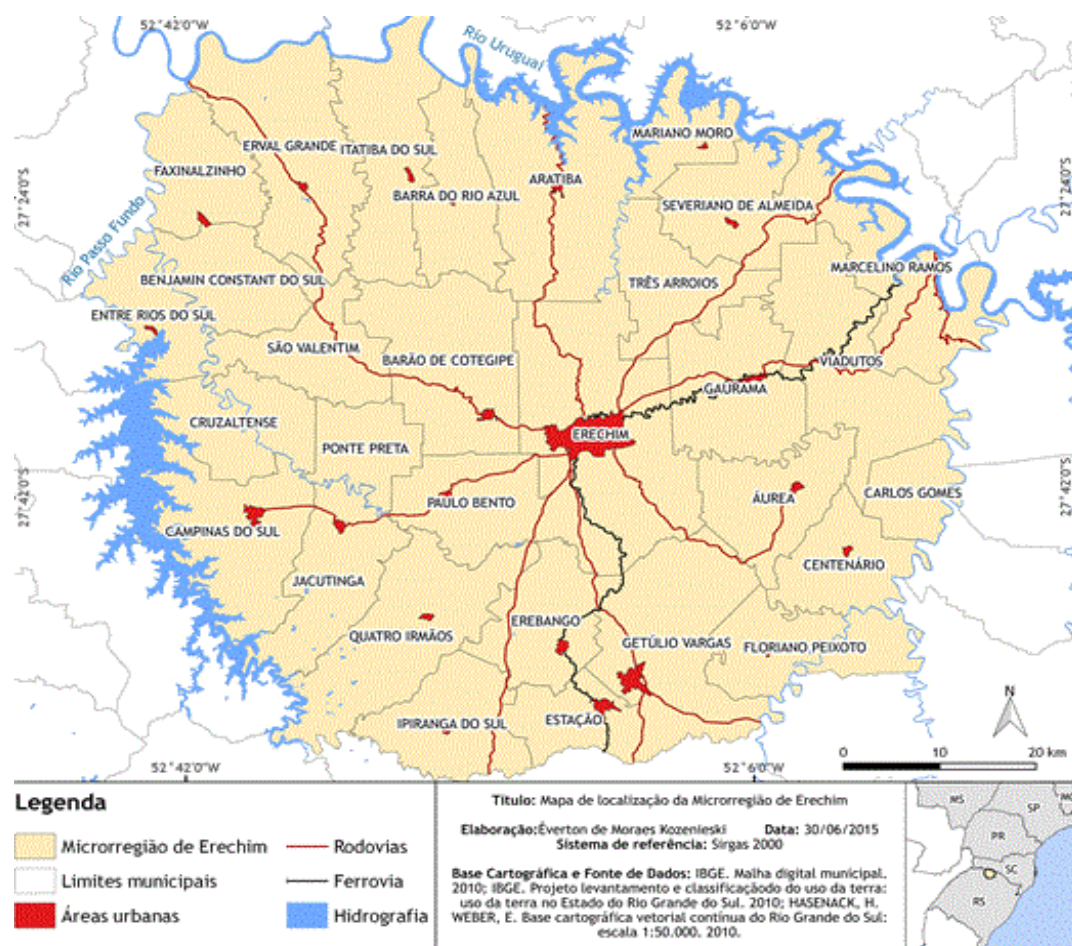 52°42'0"W
52°6'0"W
Rio Uruguai
MARIANO MORO
ERVAL GRANDE
ITATIBA DO SUL
FAXINALZINHO
ARATIBA
27°24'0"S
27°24'0"S
BARRA DO RIO AZUL
SEVERIANO DE ALMEIDA
Rio Passo Fundo
MARCELINO RAMOS
BENJAMIN CONSTANT DO SUL
TRÊS ARROIOS
ENTRE RIOS DO SUL
SÃO VALENTIM
BARÃO DE COTEGIPE
VIADUTOS
GAURAMA
CRUZALTENSE
ERECHIM
PONTE PRETA
27°42'0"S
27°42'0"S
PAULO BENTO
ÁUREA
CARLOS GOMES
CAMPINAS DO SUL
CENTENÁRIO
JACUTINGA
EREBANGO
QUATRO IRMÃOS
GETÚLIO VARGAS
FLORIANO PEIXOTO
N
IPIRANGA DO SUL
ESTAÇÃO
0 10 20 km
52°42'0"W
52°6'0"W
Legenda
Microrregião de Erechim
Rodovias
Limites municipais
Ferrovia
Áreas urbanas
Hidrografia
Título: Mapa de localização da Microrregião de Erechim
Elaboração:Éverton de Moraes Kozenieski Data: 30/06/2015
Sistema de referência: Sirgas 2000
Base Cartográfica e Fonte de Dados: IBGE. Malha digital municipal.
2010; IBGE. Projeto levantamento e classificaçãodo do uso da terra:
uso da terra no Estado do Rio Grande do Sul. 2010; HASENACK, H.
WEBER, E. Base cartográfica vetorial contínua do Rio Grande do Sul:
escala 1:50.000. 2010.
MS
SP
PR
SC
RS